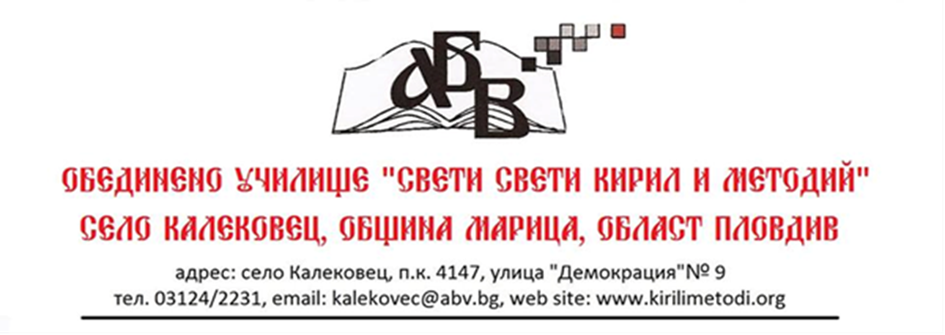 АБВ
ОБЕДИНЕНО УЧИЛИЩЕ "СВЕТИ СВЕТИ КИРИЛ И МЕТОДИЙ"
СЕЛО КАЛЕКОВЕЦ, ОБЩИНА МАРИЦА, ОБЛАСТ ПЛОВДИВ
адрес: село Калековец, п.к. 4147, улица "Демокрация"№ 9
тел. 03124/2231, email: kalekovec@abv.bg, web site: www.kirilimetodi.org